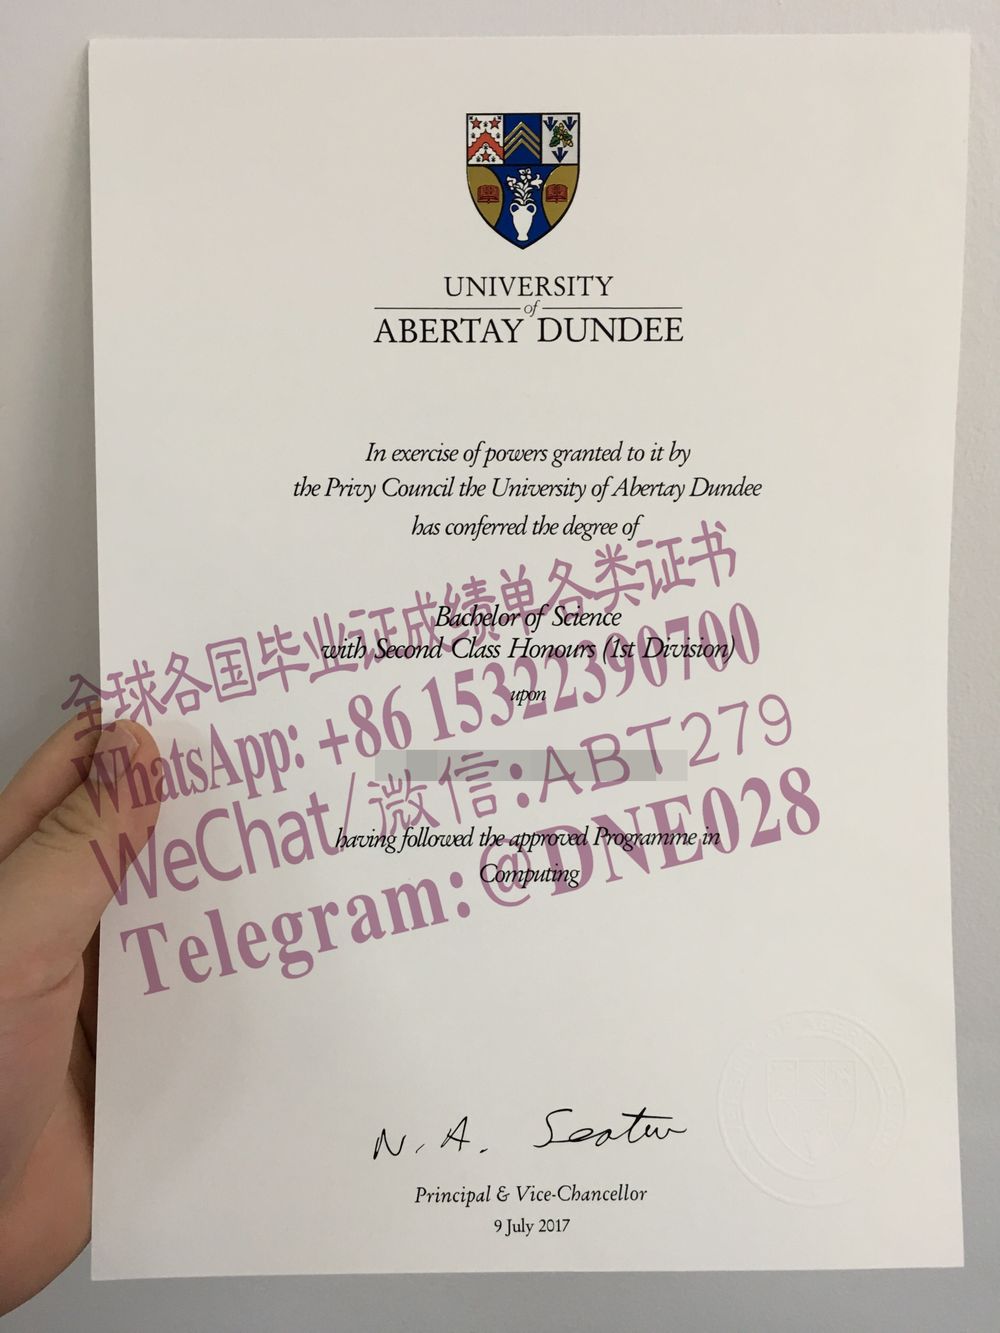 UNIVERSITY
of
ABERTAY DUNDEE
In exercise of powers granted to it by
the Privy Council the University of Abertay Dundee
has conferred the degree of
Bachelor of Science
with Second Class Honours (1st Division)
upon
having followed the approved Programme in
Computing
全球各国毕业证成绩单各类证书
WhatsApp: +86 15322390700
WeChat/微信:ABT279
Telegram:@DNE028
N. A. Seaton
Principal & Vice-Chancellor
9 July 2017